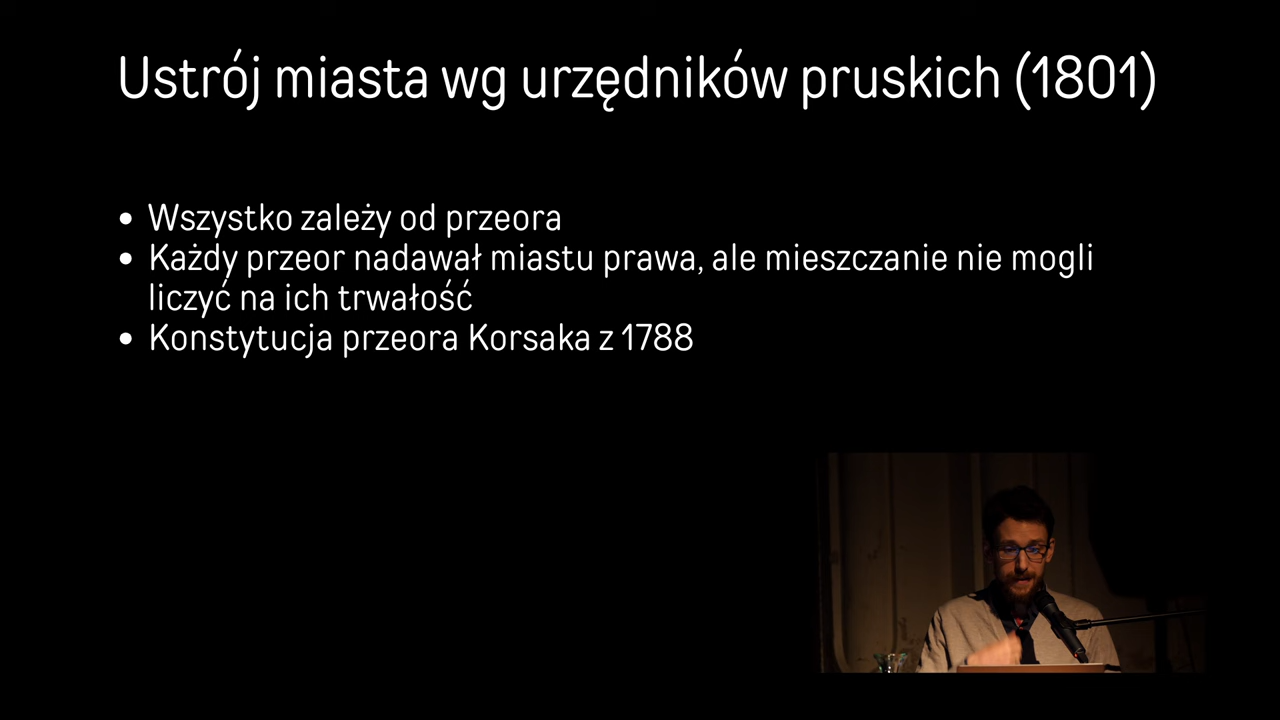 Ustrój miasta wg urzędników pruskich (1801)
• Wszystko zależy od przeora
• Każdy przeor nadawał miastu prawa, ale mieszczanie nie mogli
liczyć na ich trwałość
• Konstytucja przeora Korsaka z 1788